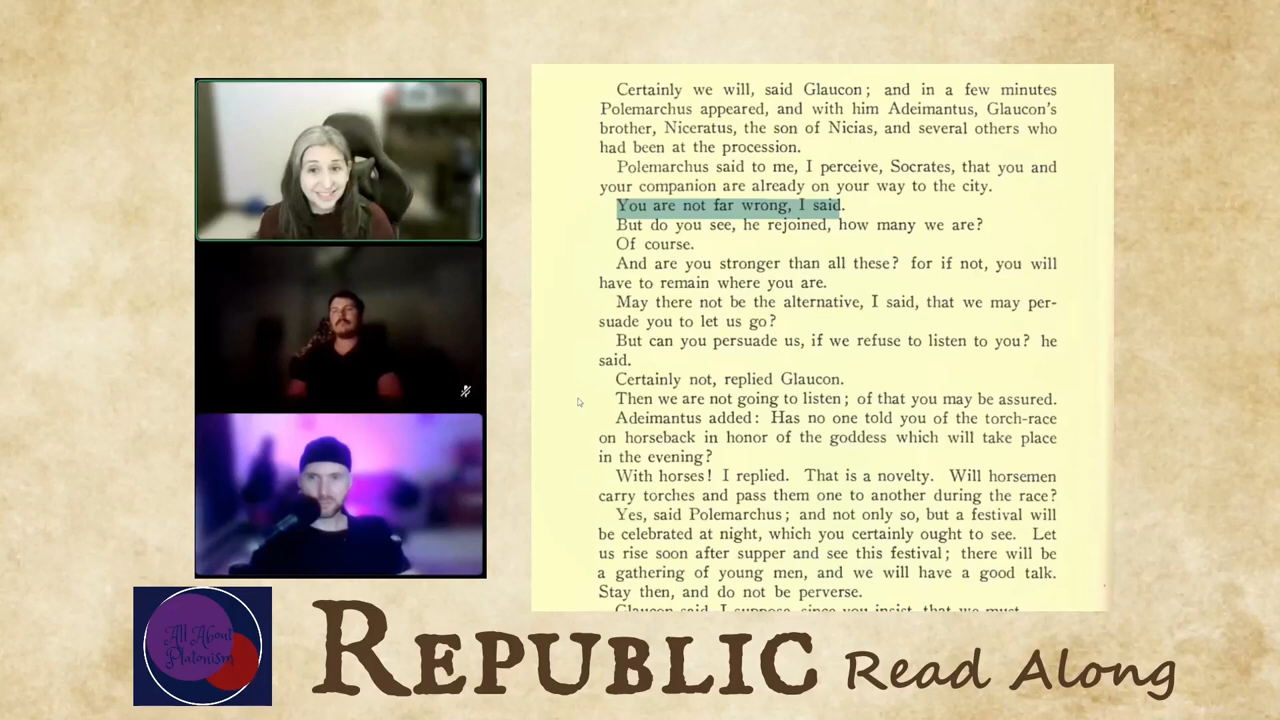 Certainly we will, said Glaucon; and in a few minutes
Polemarchus appeared, and with him Adeimantus, Glaucon's
brother, Niceratus, the son of Nicias, and several others who
had been at the procession.
Polemarchus said to me, I perceive, Socrates, that you and
your companion are already on your way to the city.
You are not far wrong, I said.
But do you see, he rejoined, how many we are?
Of course.
And are you stronger than all these? for if not, you will
have to remain where you are.
May there not be the alternative, I said, that we may per-
suade you to let us go?
But can you persuade us, if we refuse to listen to you? he
said.
Certainly not, replied Glaucon.
Then we are not going to listen; of that you may be assured.
Adeimantus added: Has no one told you of the torch-race
on horseback in honor of the goddess which will take place
in the evening?
With horses! I replied. That is a novelty. Will horsemen
carry torches and pass them one to another during the race?
Yes, said Polemarchus; and not only so, but a festival will
be celebrated at night, which you certainly ought to see. Let
us rise soon after supper and see this festival; there will be
a gathering of young men, and we will have a good talk.
Stay then, and do not be perverse.
Glaucon said, I suppose, since you insist, that we must.
All About
Platonism
REPUBLIC Read Along